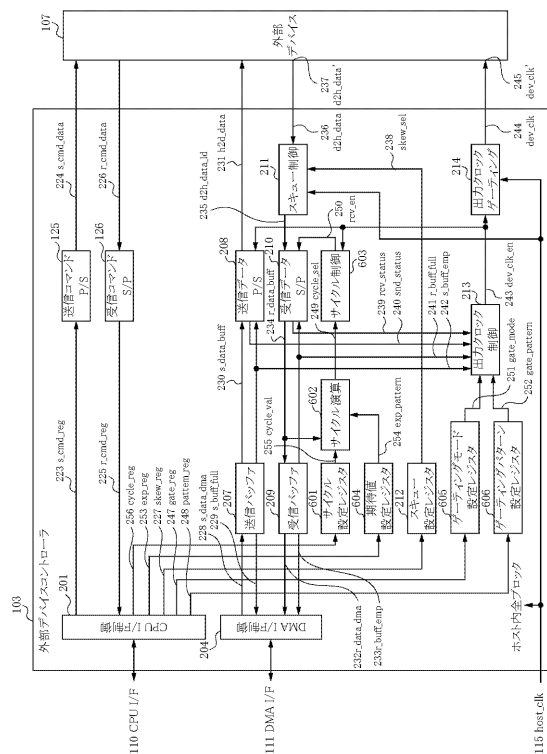 107
外部
デバイス
103
外部デバイスコントローラ
224 s_cmd_data
226 r_cmd_data
231 h2d_data
237
d2h_data'
236
d2h_data
245
dev_clk'
244
dev_clk
238
skew_sel
211
スキュー制御
235 d2h_data_ld
214
出力クロック
ゲーティング
125
送信コマンド
P/S
126
受信コマンド
S/P
208
送信データ
P/S
210
受信データ
S/P
250
rcv_en
603
サイクル制御
249 cycle_sel
234 r_data_buff
230 s_data_buff
239 rcv_status
240 snd_status
241 r_buff_full
242 s_buff_emp
243 dev_clk_en
213
出力クロック
制御
251 gate_mode
252 gate_pattern
602
サイクル演算
255 cycle_val
254 exp_pattern
223 s_cmd_reg
225 r_cmd_reg
256 cycle_reg
253 exp_reg
227 skew_reg
247 gate_reg
248 pattern_reg
228 s_data_dma
229 s_buff_full
207
送信バッファ
209
受信バッファ
601
サイクル
設定レジスタ
604
期待値
設定レジスタ
212
スキュー
設定レジスタ
605
ゲーティングモード
設定レジスタ
606
ゲーティングパターン
設定レジスタ
201
CPU I/F制御
204
DMA I/F制御
232r_data_dma
233r_buff_emp
ホスト内全ブロック
110 CPU I/F
111 DMA I/F
115 host_clk